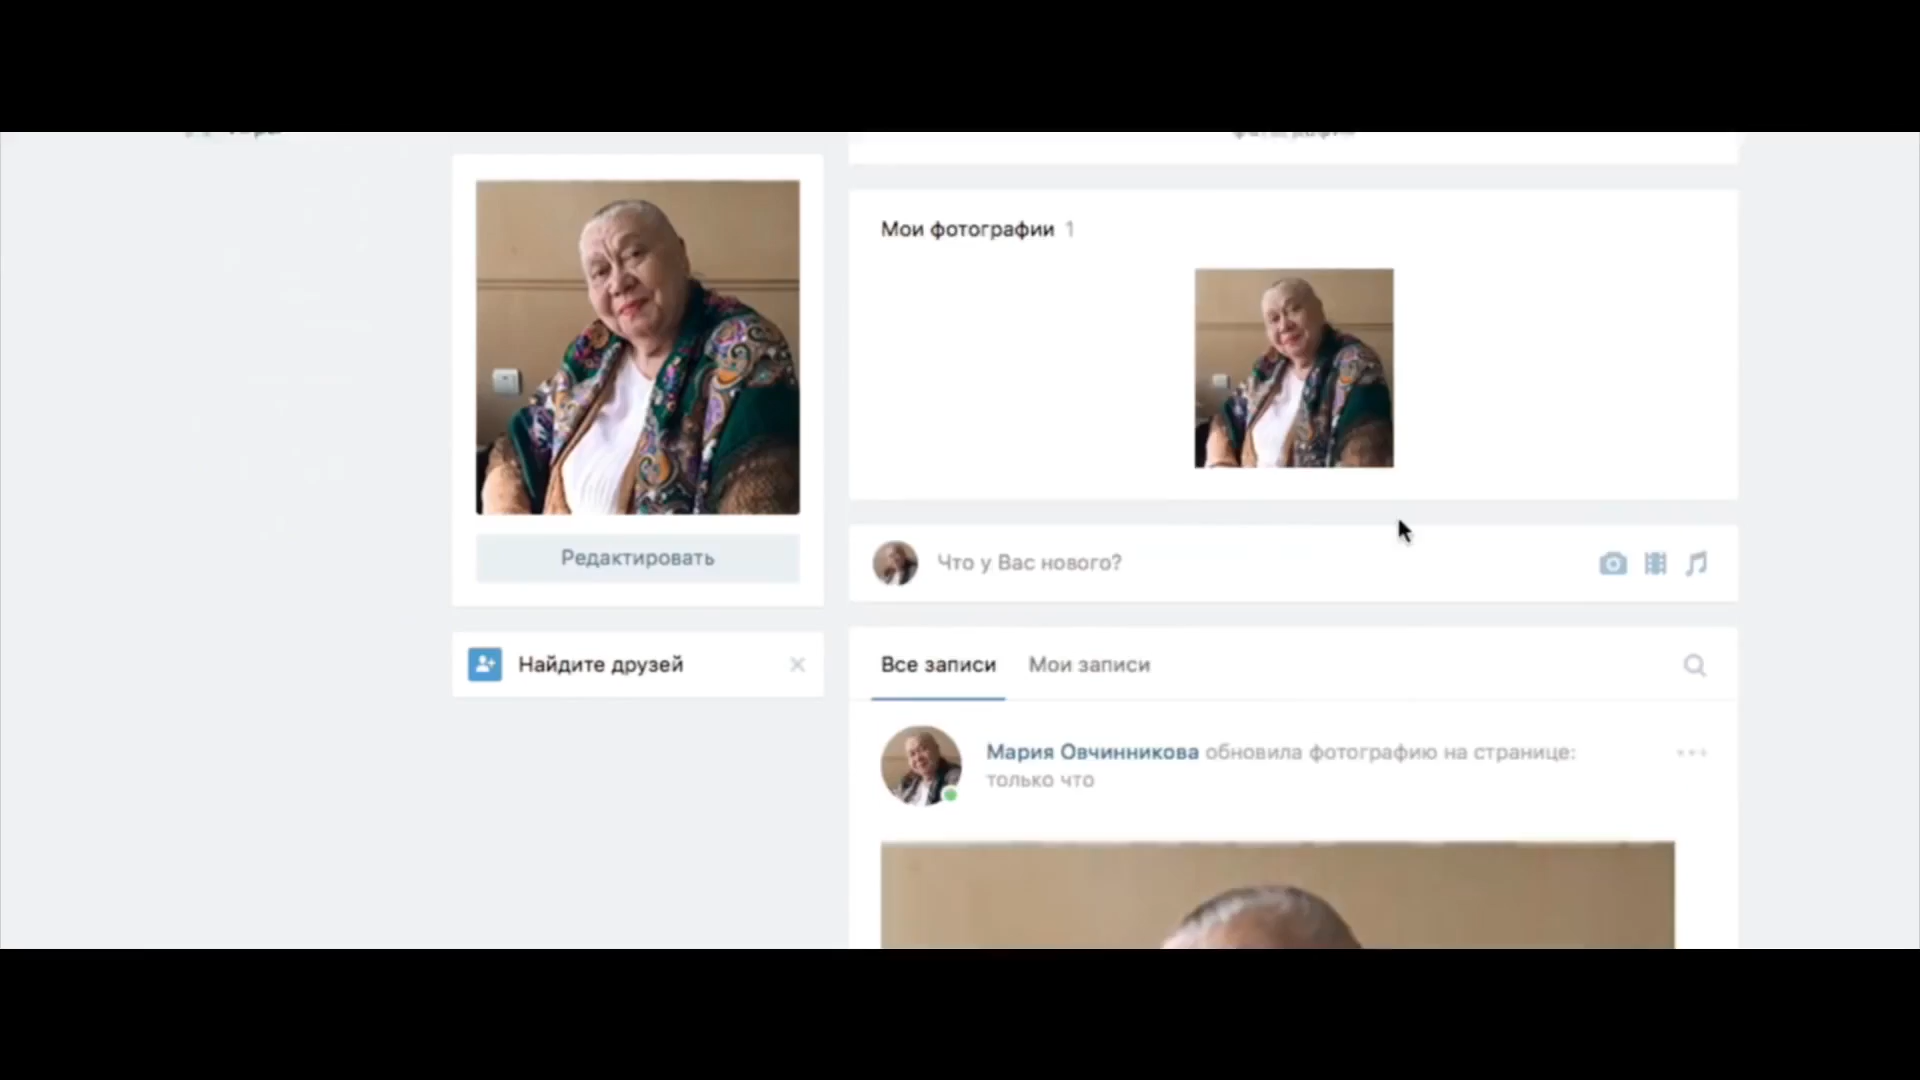 Мои фотографии 1
Редактировать
Что у Вас нового?
Найдите друзей
Все записи Мои записи
Мария Овчинникова обновила фотографию на странице:
только что